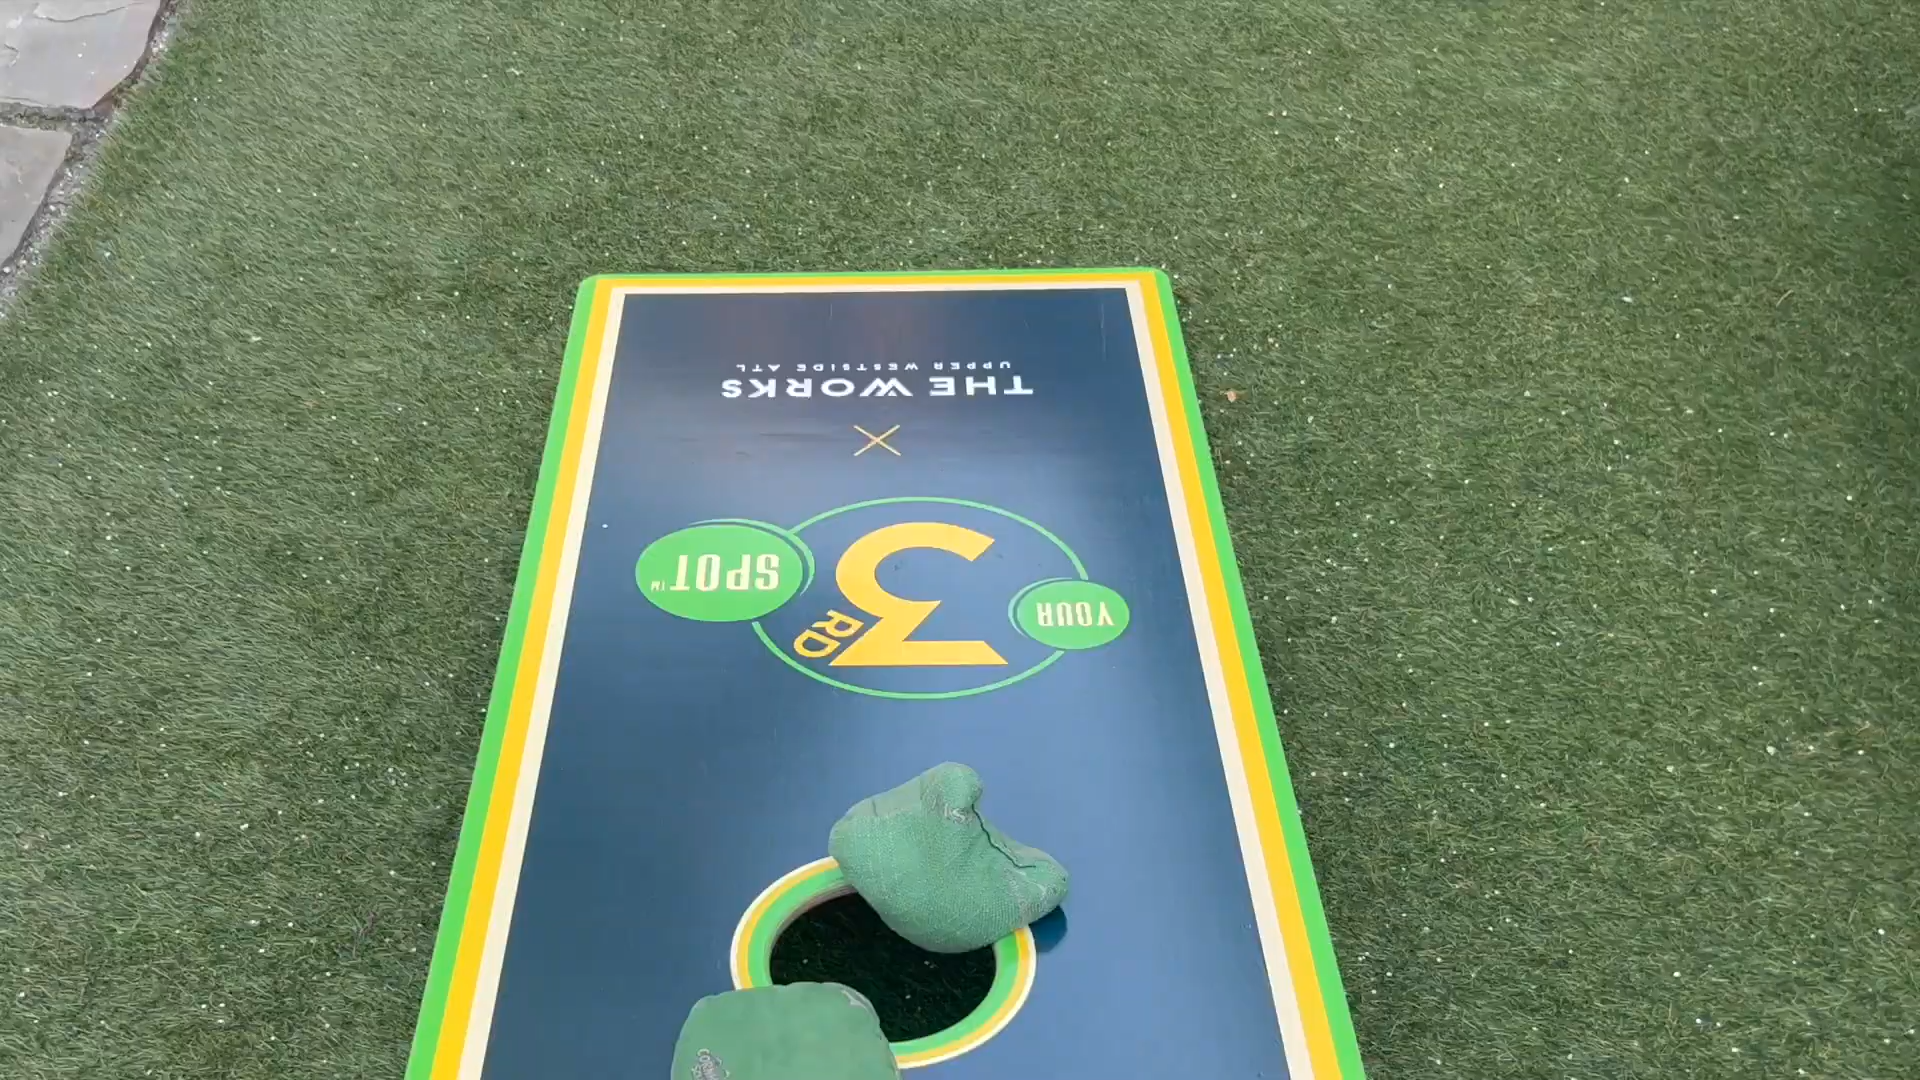 YOUR
3RD
SPOT™
THE WORKS
UPPER WESTSIDE ATL